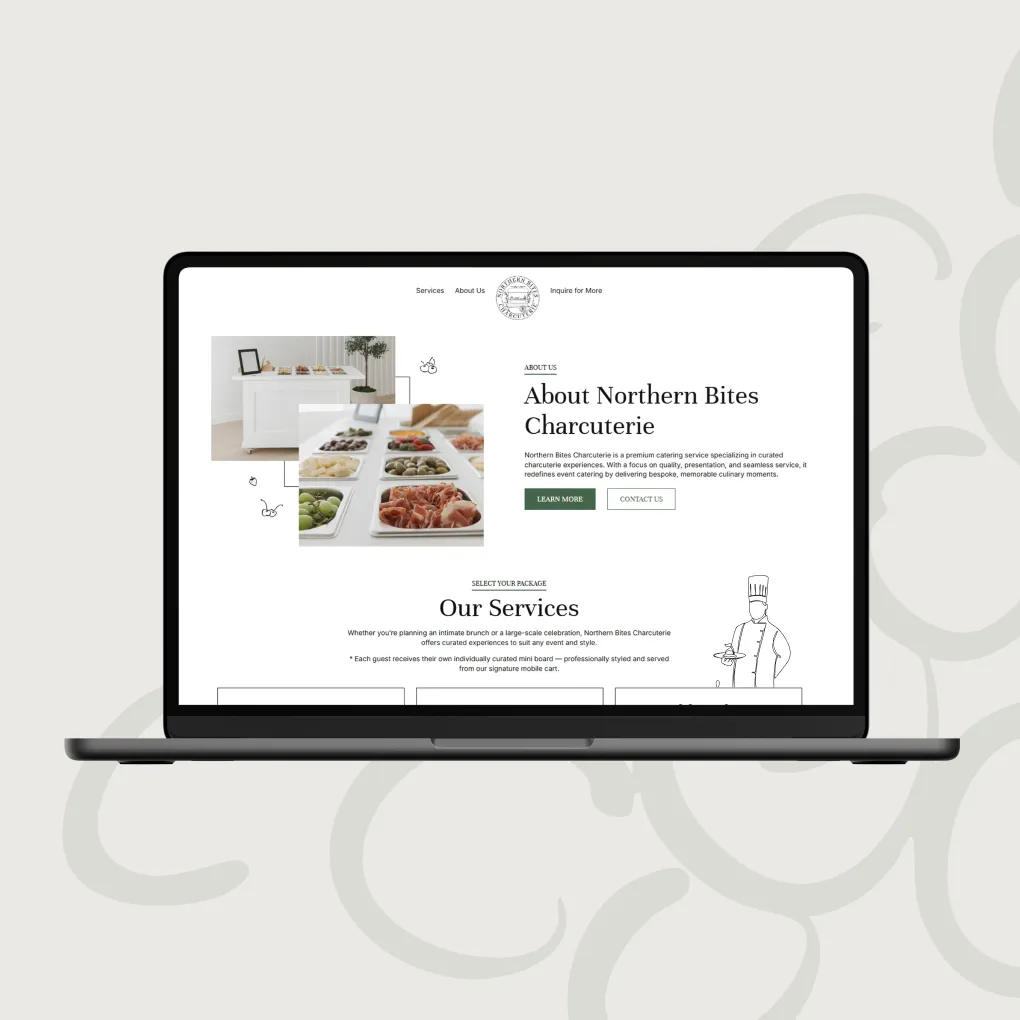 Services About Us
NORTHERN BITES
CHARCUTERIE
Inquire for More
ABOUT US
About Northern Bites
Charcuterie
Northern Bites Charcuterie is a premium catering service specializing in curated
charcuterie experiences. With a focus on quality, presentation, and seamless service, it
redefines event catering by delivering bespoke, memorable culinary moments.
LEARN MORE CONTACT US
SELECT YOUR PACKAGE
Our Services
Whether you're planning an intimate brunch or a large-scale celebration, Northern Bites Charcuterie
offers curated experiences to suit any event and style.
* Each guest receives their own individually curated mini board — professionally styled and served
from our signature mobile cart.